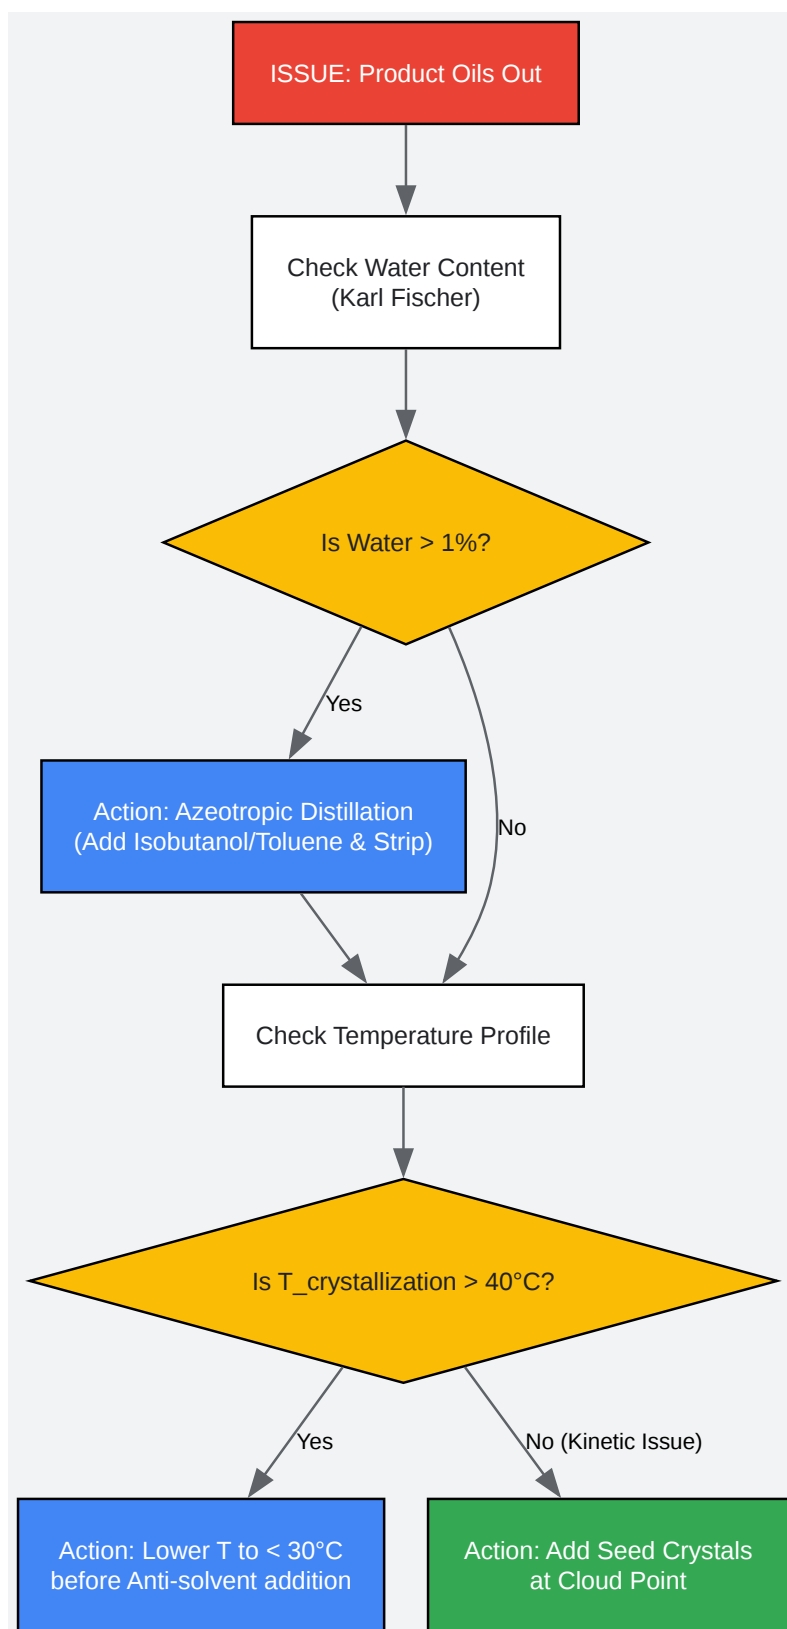 ISSUE: Product Oils Out
Check Water Content
(Karl Fischer)
Is Water > 1%?
Yes
Action: Azeotropic Distillation
(Add Isobutanol/Toluene & Strip)
No
Check Temperature Profile
Is T_crystallization > 40°C?
Yes
No (Kinetic Issue)
Action: Lower T to < 30°C
before Anti-solvent addition
Action: Add Seed Crystals
at Cloud Point